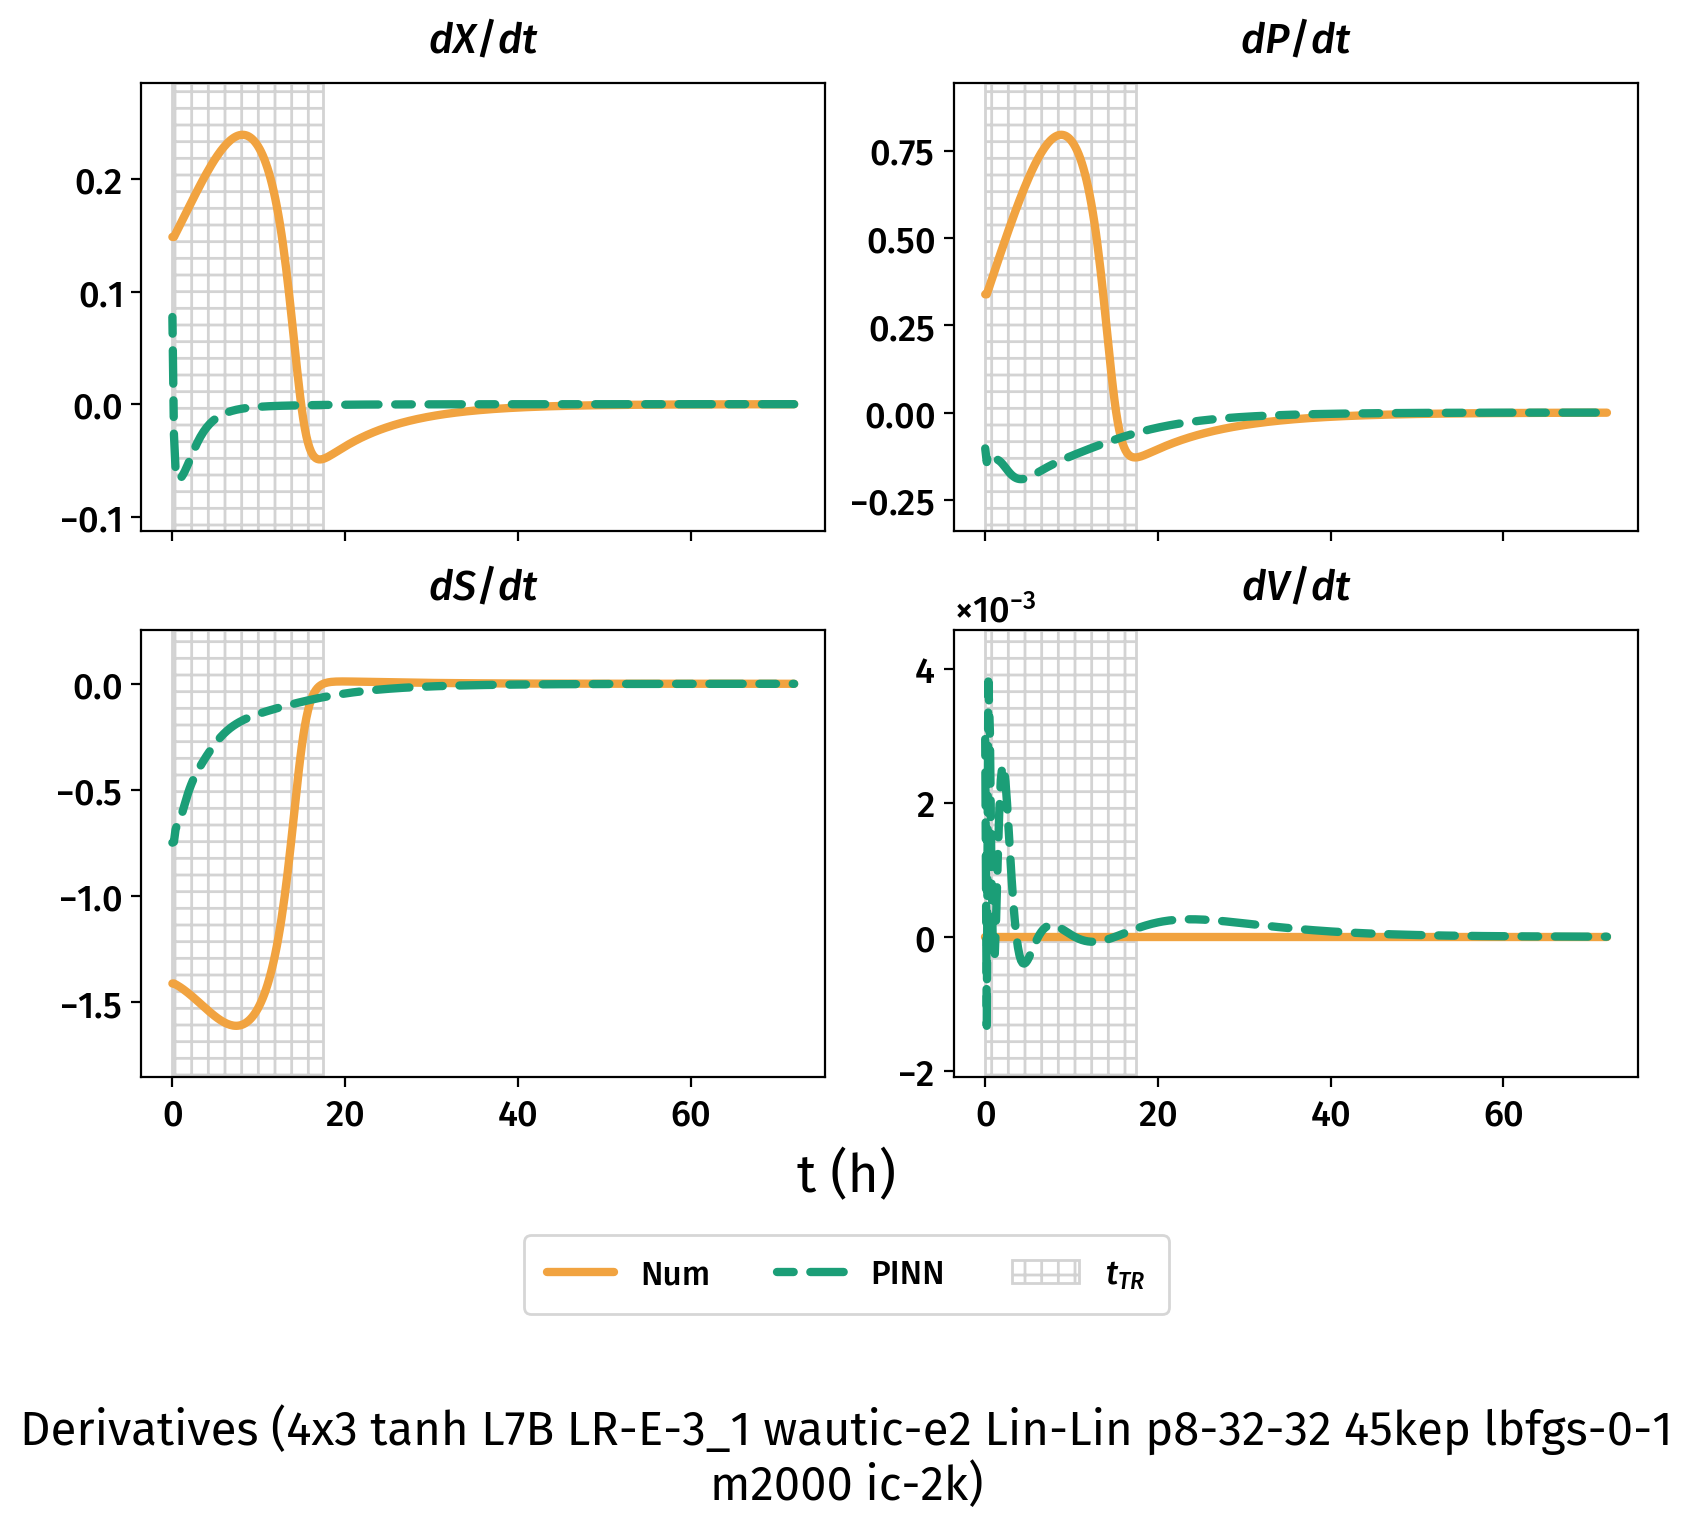 dX/dt
dP/dt
0.2
0.1
0.0
−0.1
0.75
0.50
0.25
0.00
−0.25
dS/dt
dV/dt
×10⁻³
0.0
−0.5
−1.0
−1.5
4
2
0
−2
0 20 40 60
0 20 40 60
t (h)
Num PINN t_TR
Derivatives (4x3 tanh L7B LR-E-3_1 wautic-e2 Lin-Lin p8-32-32 45kep lbfgs-0-1
m2000 ic-2k)